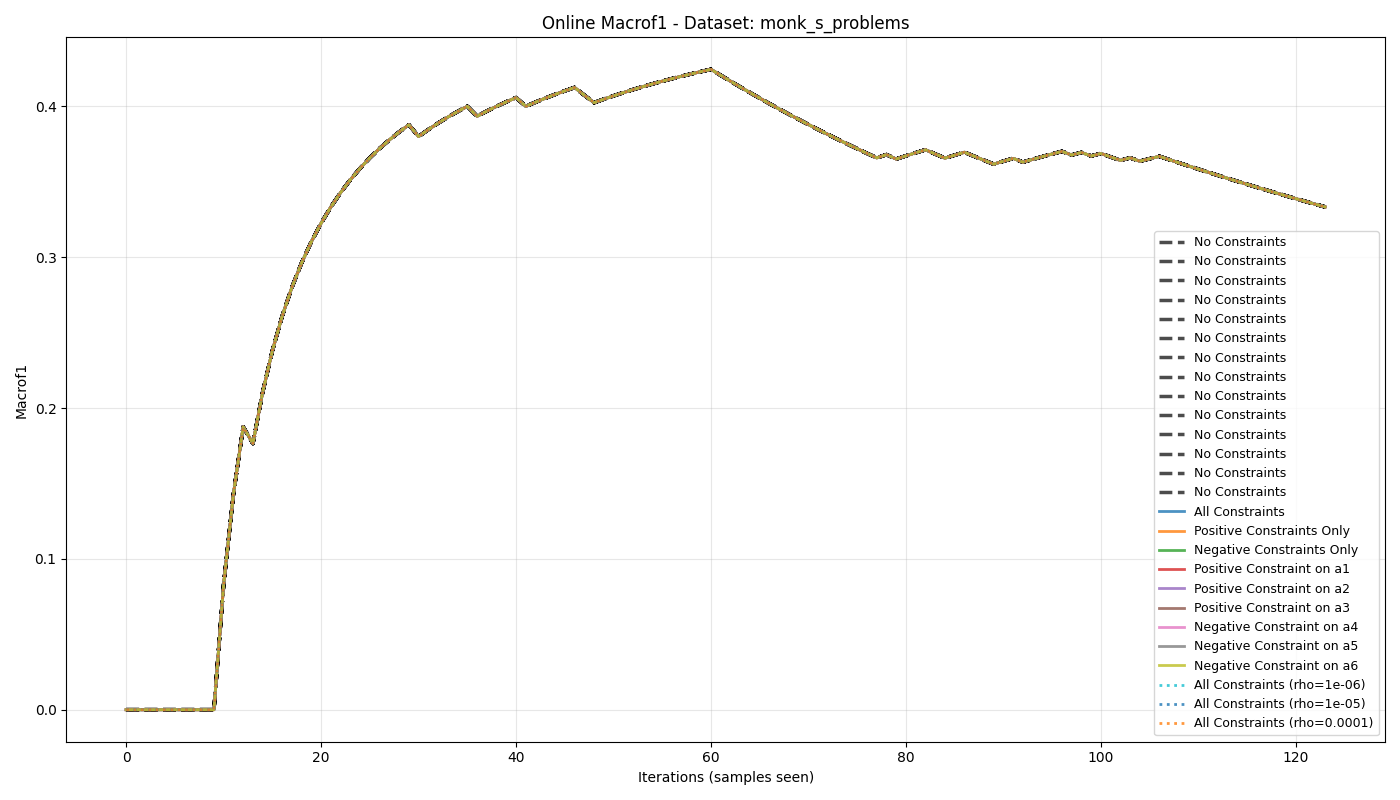 Online Macrof1 - Dataset: monk_s_problems
Macrof1
0.4
0.3
0.2
0.1
0.0
No Constraints
No Constraints
No Constraints
No Constraints
No Constraints
No Constraints
No Constraints
No Constraints
No Constraints
No Constraints
No Constraints
No Constraints
No Constraints
No Constraints
All Constraints
Positive Constraints Only
Negative Constraints Only
Positive Constraint on a1
Positive Constraint on a2
Positive Constraint on a3
Negative Constraint on a4
Negative Constraint on a5
Negative Constraint on a6
All Constraints (rho=1e-06)
All Constraints (rho=1e-05)
All Constraints (rho=0.0001)
0 20 40 60 80 100 120
Iterations (samples seen)